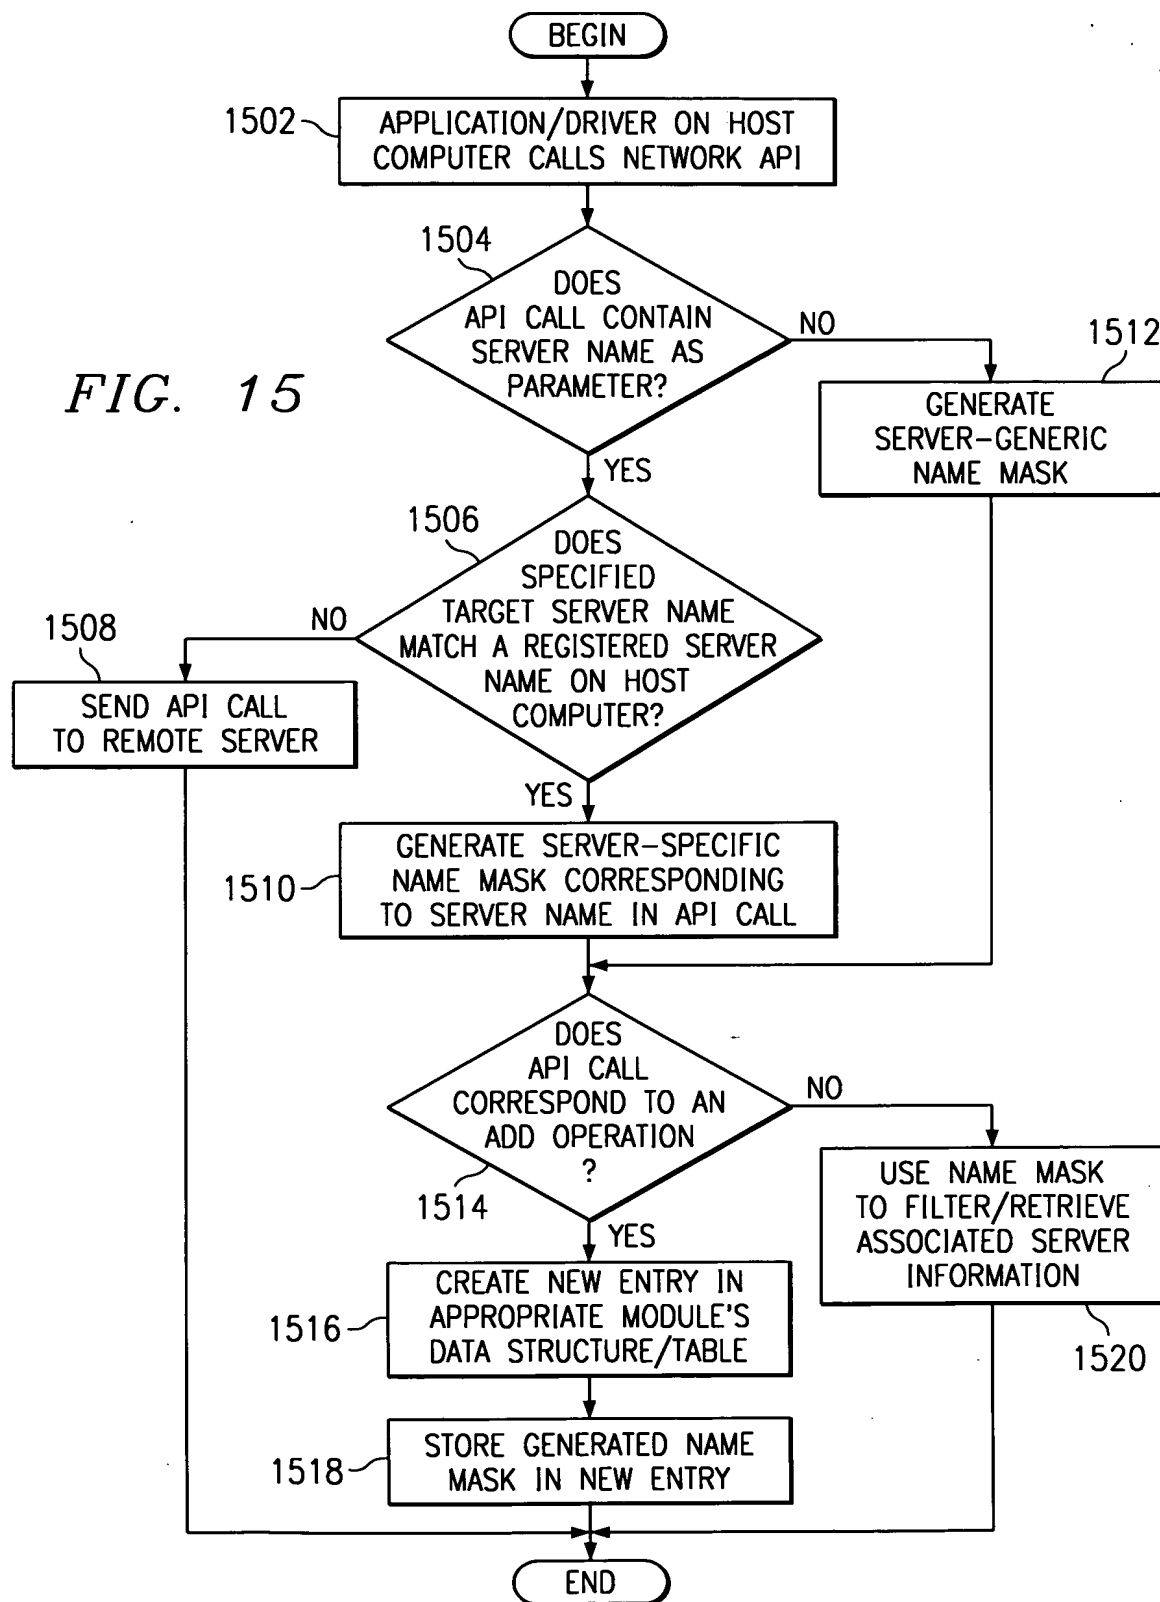 BEGIN
1502
APPLICATION/DRIVER ON HOST
COMPUTER CALLS NETWORK API
1504
DOES
API CALL CONTAIN
SERVER NAME AS
PARAMETER?
NO
1512
GENERATE
SERVER-GENERIC
NAME MASK
FIG. 15
YES
1506
DOES
SPECIFIED
TARGET SERVER NAME
MATCH A REGISTERED SERVER
NAME ON HOST
COMPUTER?
NO
1508
SEND API CALL
TO REMOTE SERVER
YES
1510
GENERATE SERVER-SPECIFIC
NAME MASK CORRESPONDING
TO SERVER NAME IN API CALL
DOES
API CALL
CORRESPOND TO AN
ADD OPERATION
?
1514
NO
USE NAME MASK
TO FILTER/RETRIEVE
ASSOCIATED SERVER
INFORMATION
1520
YES
1516
CREATE NEW ENTRY IN
APPROPRIATE MODULE'S
DATA STRUCTURE/TABLE
1518
STORE GENERATED NAME
MASK IN NEW ENTRY
END